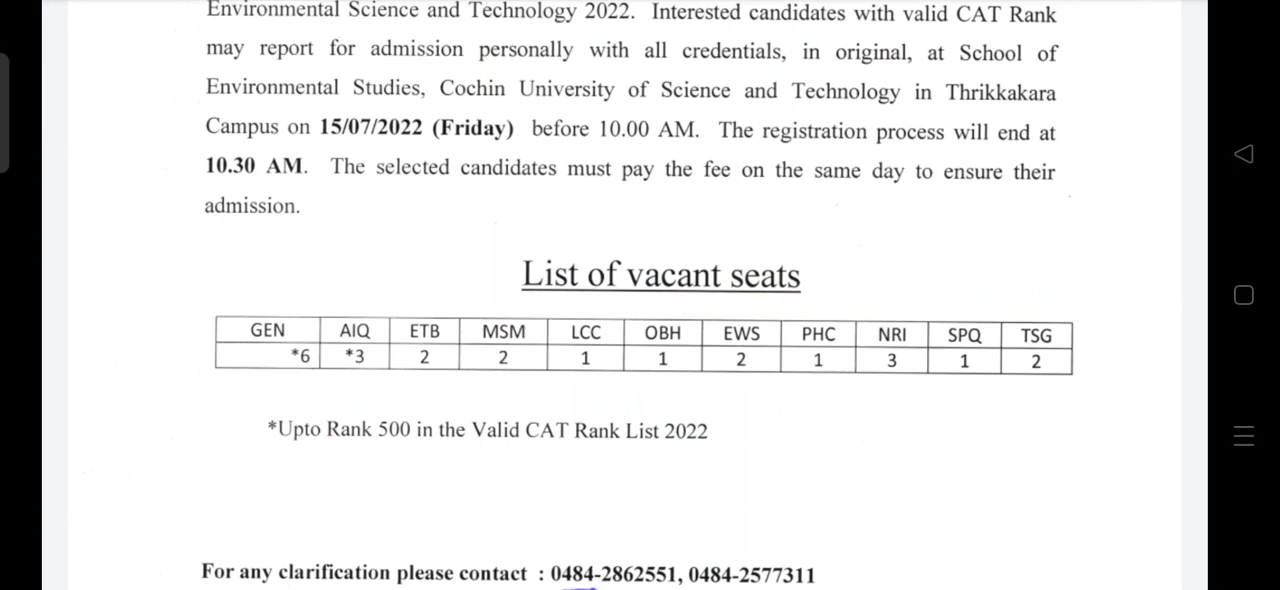 Environmental Science and Technology 2022. Interested candidates with valid CAT Rank
may report for admission personally with all credentials, in original, at School of
Environmental Studies, Cochin University of Science and Technology in Thrikkakara
Campus on 15/07/2022 (Friday) before 10.00 AM. The registration process will end at
10.30 AM. The selected candidates must pay the fee on the same day to ensure their
admission.
List of vacant seats
GEN AIQ ETB MSM LCC OBH EWS PHC NRI SPQ TSG
*6 *3 2 2 1 1 2 1 3 1 2
*Upto Rank 500 in the Valid CAT Rank List 2022
For any clarification please contact : 0484-2862551, 0484-2577311